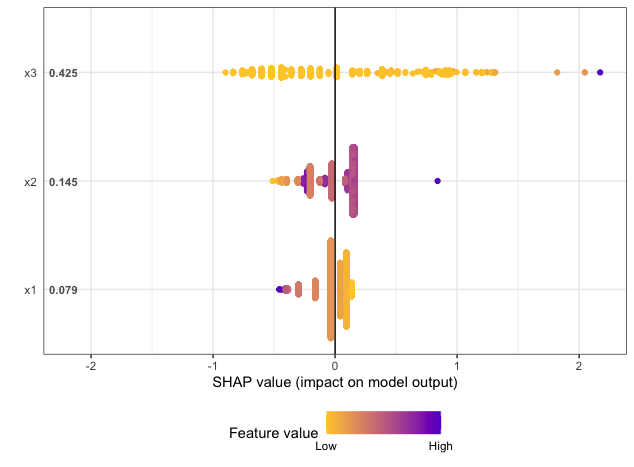 x3 0.425
x2 0.145
x1 0.079
-2 -1 0 1 2
SHAP value (impact on model output)
Feature value
Low High